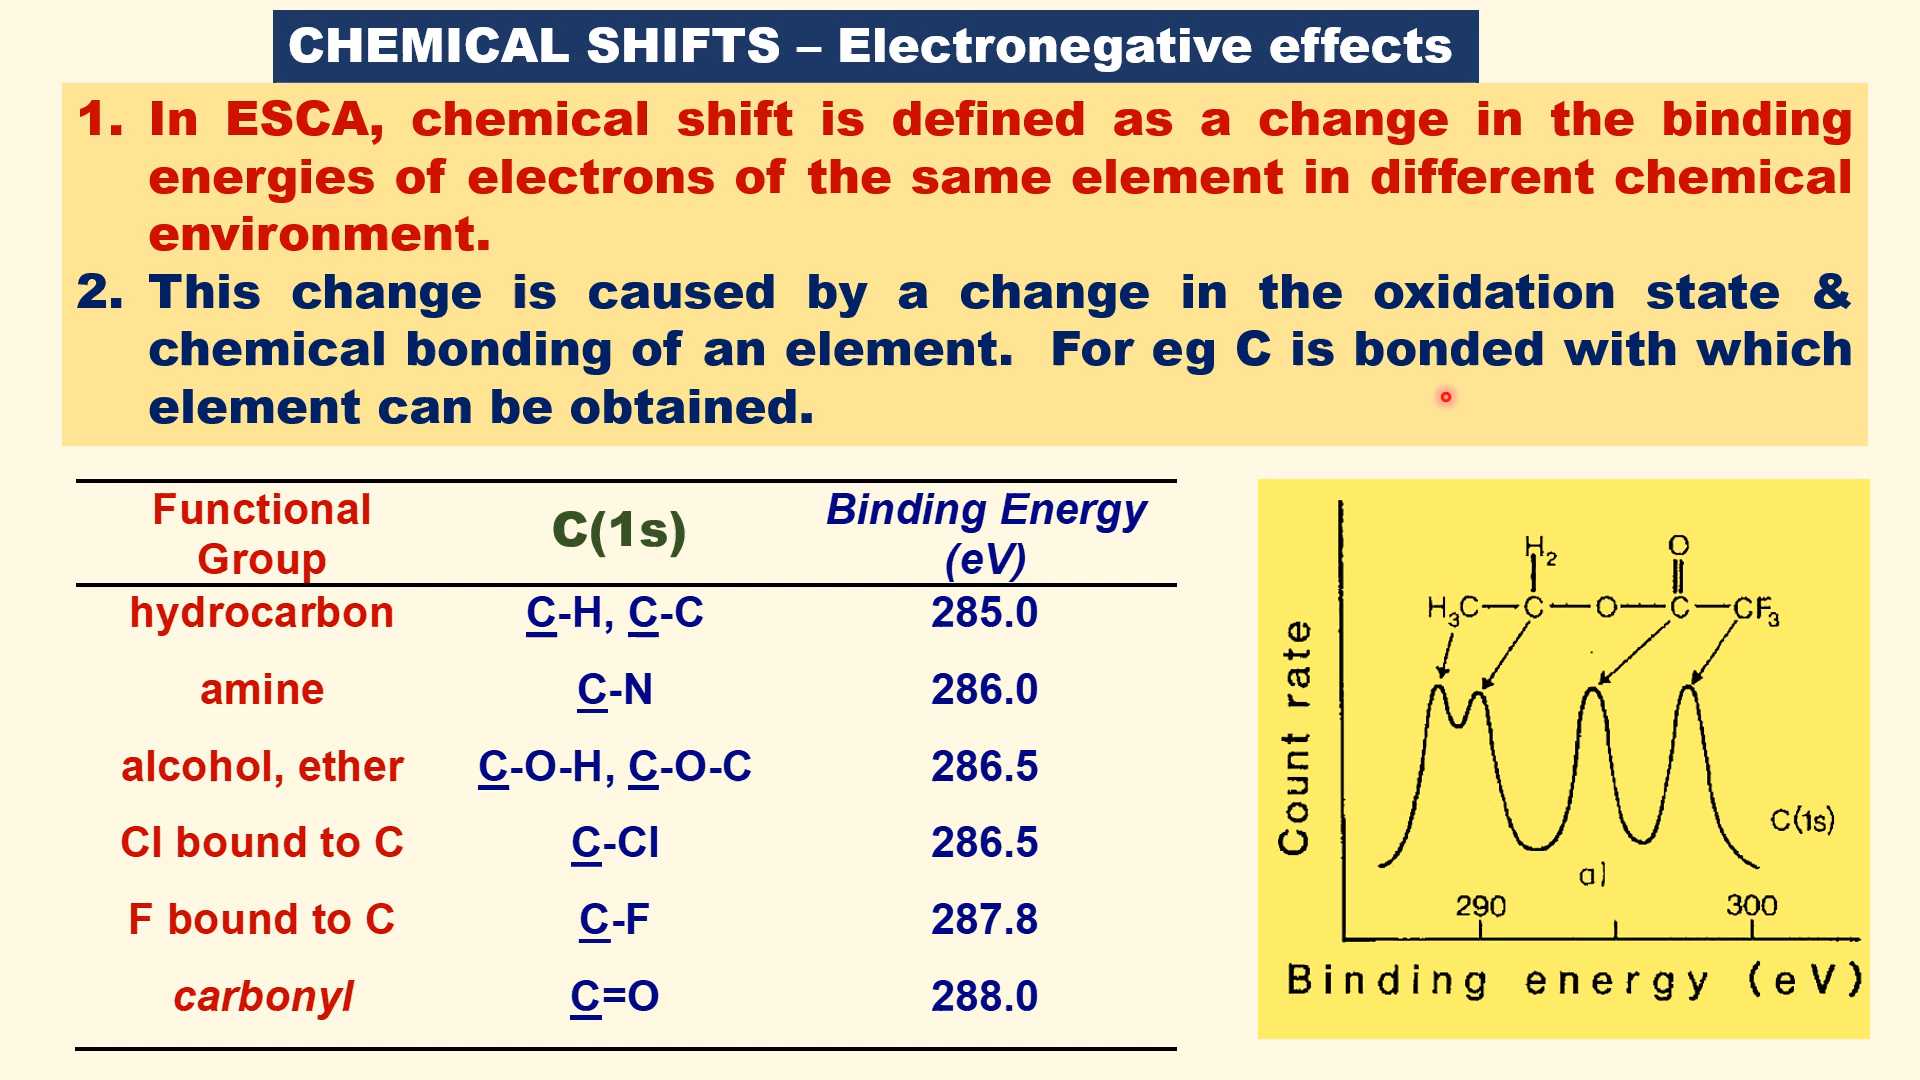 CHEMICAL SHIFTS – Electronegative effects
1. In ESCA, chemical shift is defined as a change in the binding
energies of electrons of the same element in different chemical
environment.
2. This change is caused by a change in the oxidation state &
chemical bonding of an element. For eg C is bonded with which
element can be obtained.
Functional
Group
C(1s)
Binding Energy
(eV)
hydrocarbon C-H, C-C 285.0
amine C-N 286.0
alcohol, ether C-O-H, C-O-C 286.5
Cl bound to C C-Cl 286.5
F bound to C C-F 287.8
carbonyl C=O 288.0
H₂ O
H₃C—C—O—C—CF₃
Count rate
C(1s)
a)
290 300
Binding energy (eV)